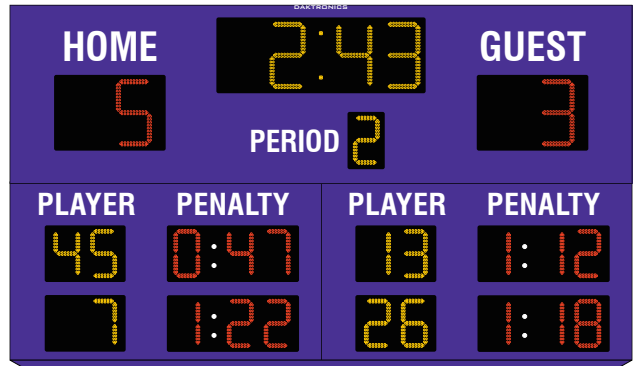 DAKTRONICS
HOME 2:43 GUEST
5 3
PERIOD 2
PLAYER PENALTY PLAYER PENALTY
45 0:47 13 1:12
7 1:22 26 1:18